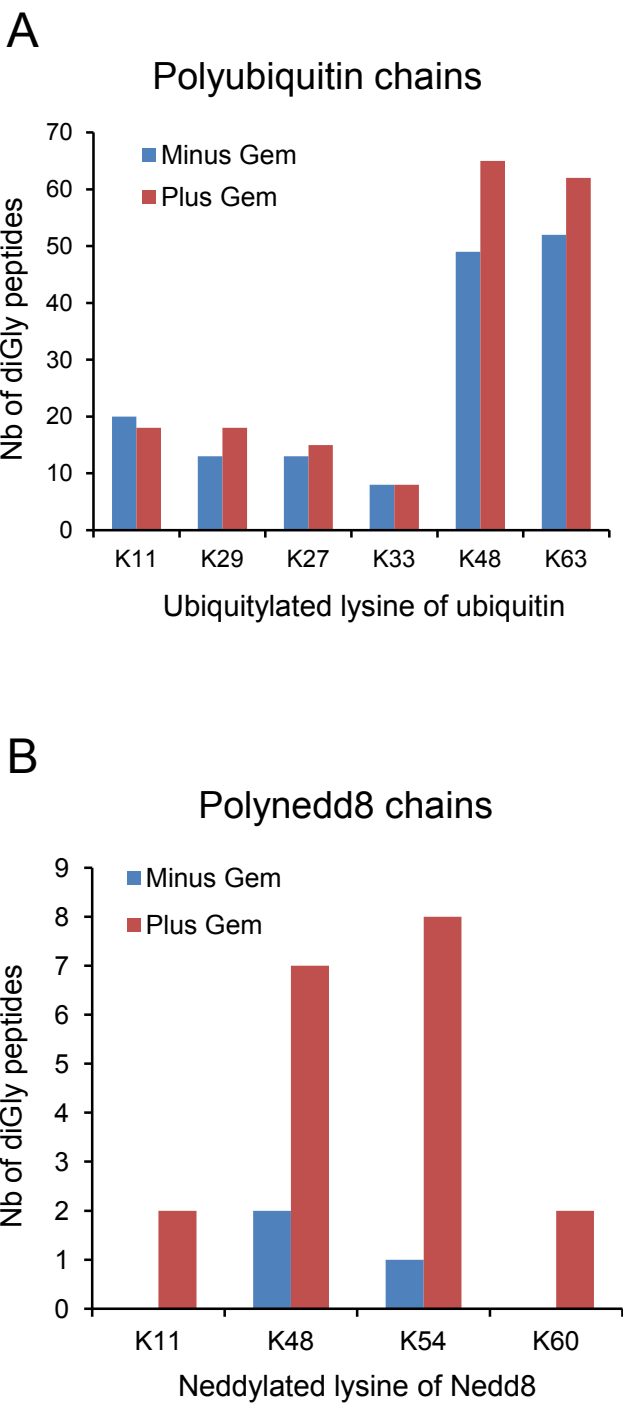 A
Polyubiquitin chains
Nb of diGly peptides
70
60
50
40
30
20
10
0
Minus Gem
Plus Gem
K11 K29 K27 K33 K48 K63
Ubiquitylated lysine of ubiquitin
B
Polynedd8 chains
Nb of diGly peptides
9
8
7
6
5
4
3
2
1
0
Minus Gem
Plus Gem
K11 K48 K54 K60
Neddylated lysine of Nedd8